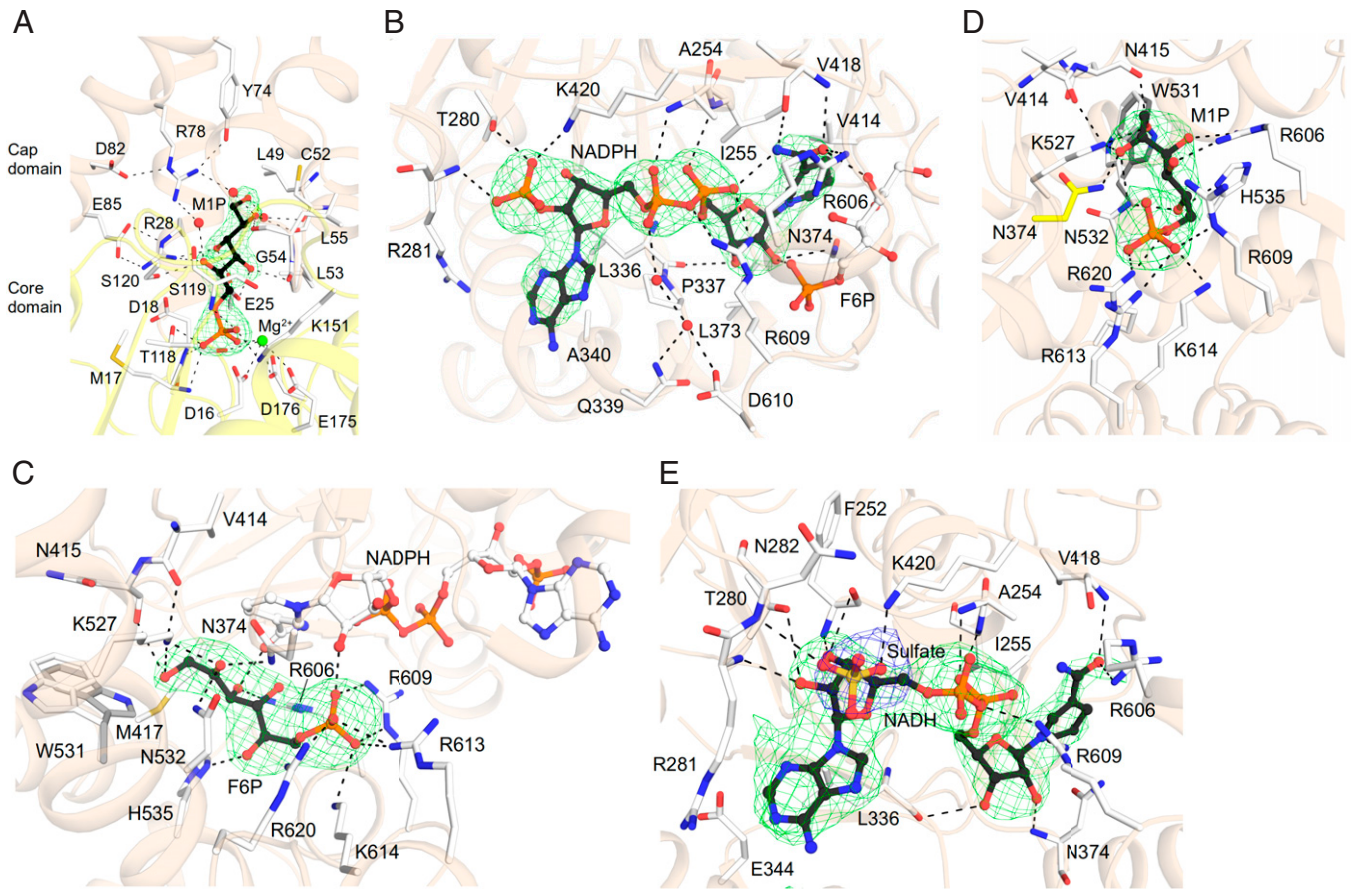 A
Y74
R78
D82
Cap
domain
L49
C52
M1P
E85
R28
L55
G54
S120
S119
L53
Core
domain
D18
E25
Mg²⁺
K151
T118
M17
D16
D176
E175
B
A254
V418
K420
T280
NADPH
V414
I255
R606
R281
L336
N374
P337
F6P
L373
A340
R609
Q339
D610
D
N415
V414
W531
M1P
K527
R606
H535
N374
N532
R609
R620
R613
K614
C
V414
N415
NADPH
K527
N374
R606
R609
W531
M417
N532
R613
F6P
H535
R620
K614
E
F252
N282
K420
V418
T280
A254
I255
Sulfate
NADH
R606
R609
R281
L336
E344
N374